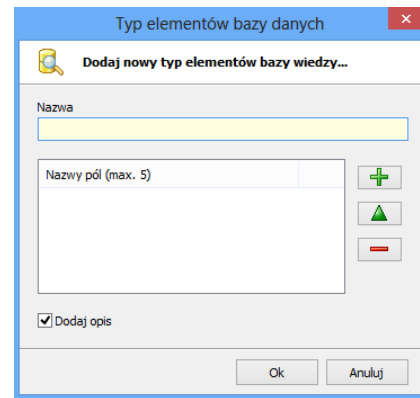 Typ elementów bazy danych
Dodaj nowy typ elementów bazy wiedzy...
Nazwa
Nazwy pól (max. 5)
Dodaj opis
Ok Anuluj